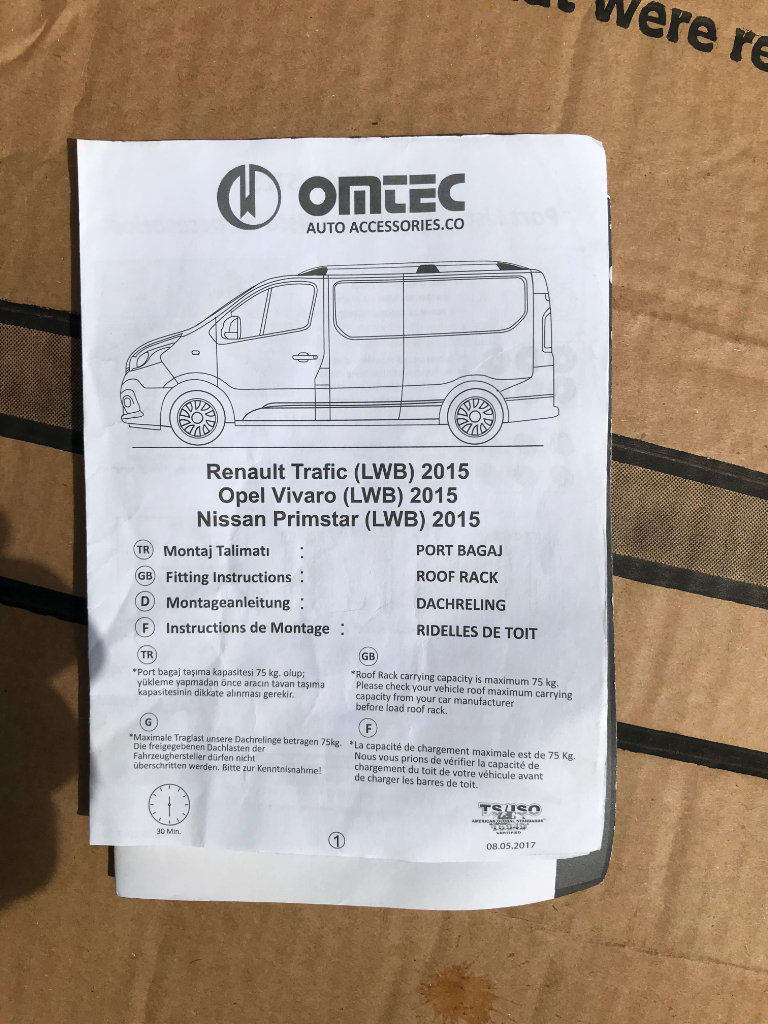 were re
OMTEC
AUTO ACCESSORIES.CO
Renault Trafic (LWB) 2015
Opel Vivaro (LWB) 2015
Nissan Primstar (LWB) 2015
TR Montaj Talimatı : PORT BAGAJ
GB Fitting Instructions : ROOF RACK
D Montageanleitung : DACHRELING
F Instructions de Montage : RIDELLES DE TOIT
TR
*Port bagaj taşıma kapasitesi 75 kg. olup;
yükleme yapmadan önce aracın tavan taşıma
kapasitesinin dikkate alınması gerekir.
GB
*Roof Rack carrying capacity is maximum 75 kg.
Please check your vehicle roof maximum carrying
capacity from your car manufacturer
before load roof rack.
G
*Maximale Traglast unsere Dachrelinge betragen 75kg.
Die freigegebenen Dachlasten der
Fahrzeughersteller dürfen nicht
überschritten werden. Bitte zur Kenntnisnahme!
F
*La capacité de chargement maximale est de 75 Kg.
Nous vous prions de vérifier la capacité de
chargement du toit de votre véhicule avant
de charger les barres de toit.
30 Min.
1
TS/ISO
AMERICAN GLOBAL STANDARDS
16949
CERTIFIED
08.05.2017